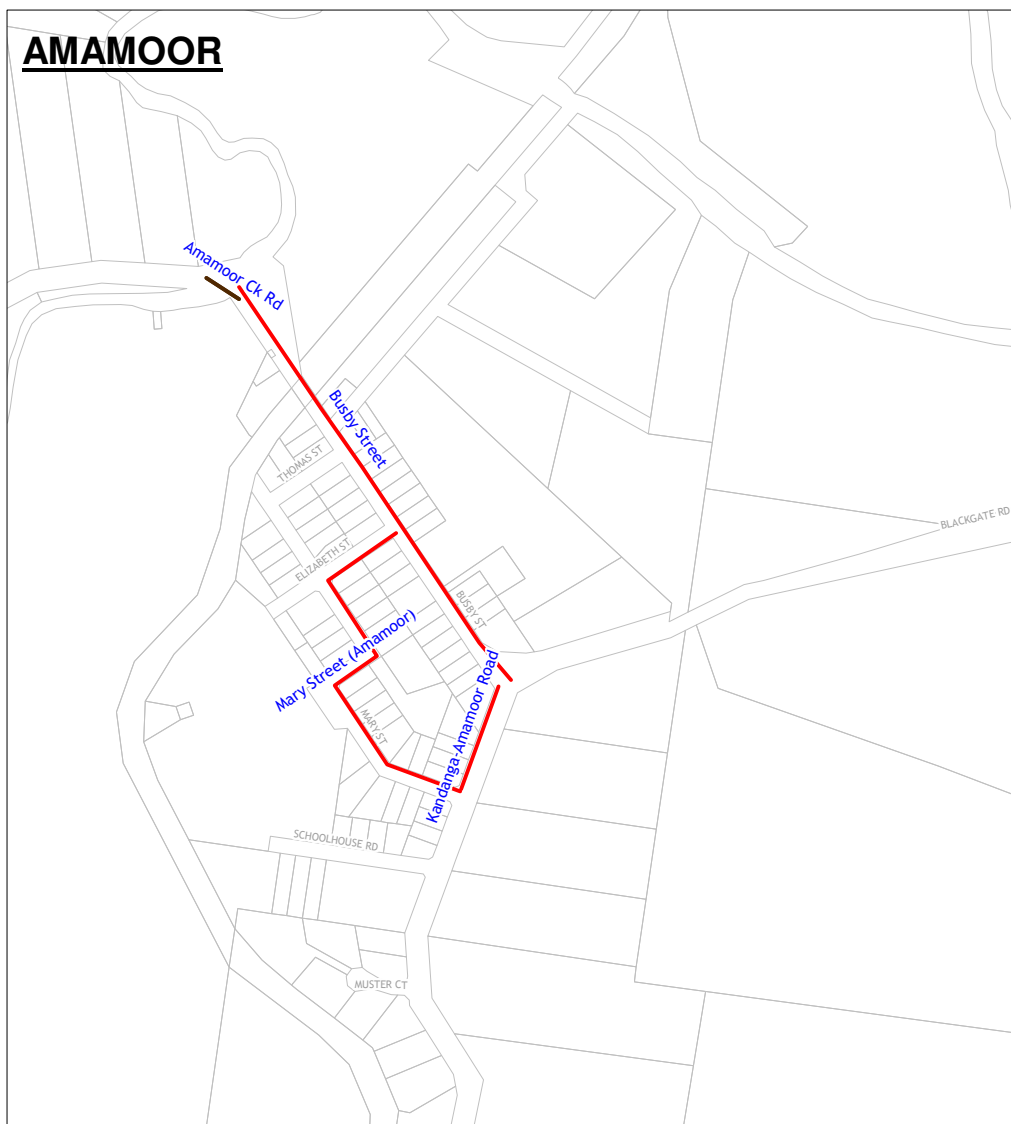 AMAMOOR
Amamoor Ck Rd
Busby Street
THOMAS ST
BLACKGATE RD
ELIZABETH ST
BUSBY ST
Mary Street (Amamoor)
Kandanga-Amamoor Road
MARY ST
SCHOOLHOUSE RD
MUSTER CT